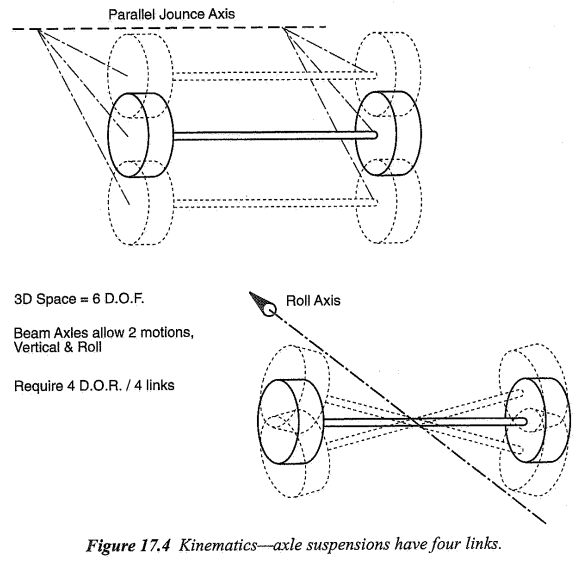 Parallel Jounce Axis
3D Space = 6 D.O.F.
Roll Axis
Beam Axles allow 2 motions,
Vertical & Roll
Require 4 D.O.R. / 4 links
Figure 17.4 Kinematics—axle suspensions have four links.